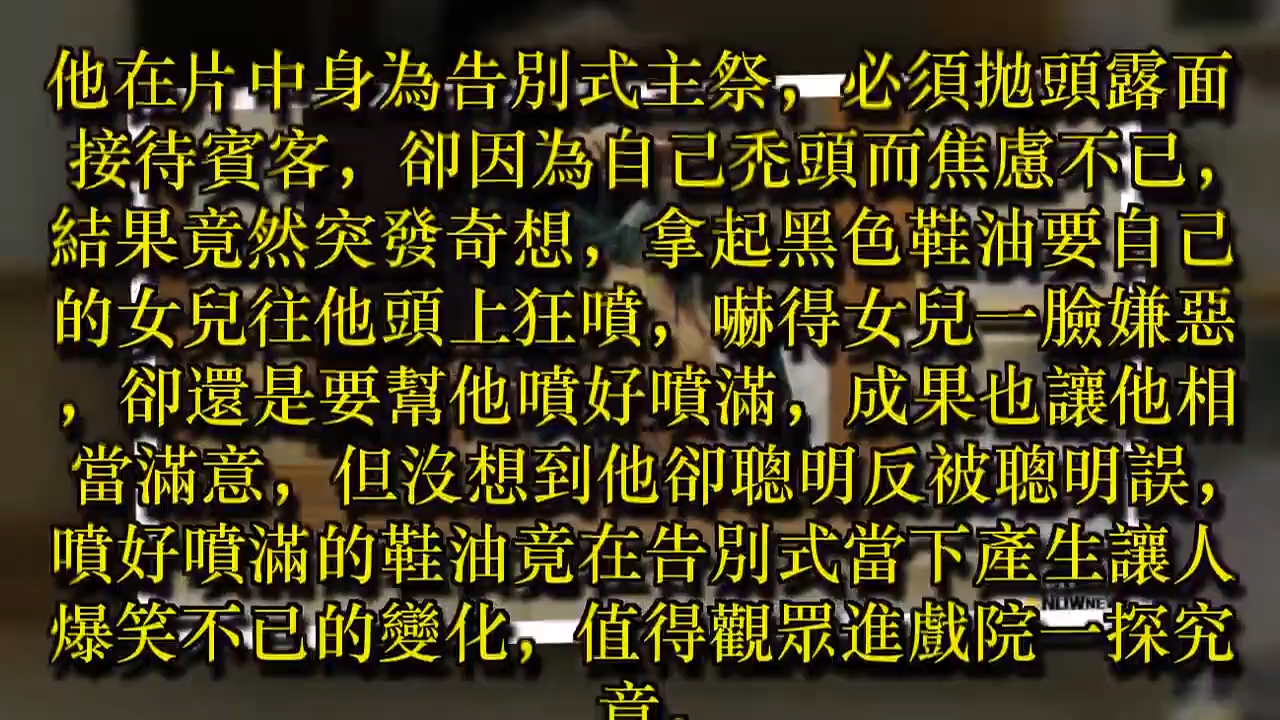 他在片中身為告別式主祭，必須拋頭露面
接待賓客，卻因為自己禿頭而焦慮不已，
結果竟然突發奇想，拿起黑色鞋油要自己
的女兒往他頭上狂噴，嚇得女兒一臉嫌惡
，卻還是要幫他噴好噴滿，成果也讓他相
當滿意，但沒想到他卻聰明反被聰明誤，
噴好噴滿的鞋油竟在告別式當下產生讓人
爆笑不已的變化，值得觀眾進戲院一探究
竟。
NOWNE